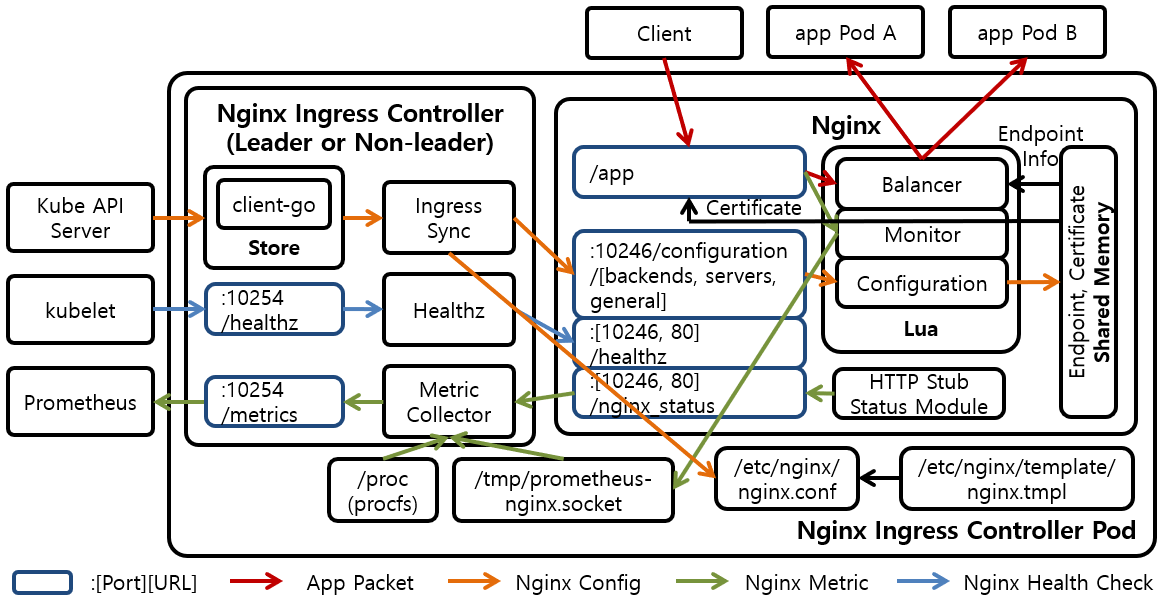 Client
app Pod A
app Pod B
Nginx Ingress Controller
(Leader or Non-leader)
Nginx
Endpoint
Info
Kube API
Server
client-go
Store
Ingress
Sync
/app
Certificate
Balancer
Monitor
Configuration
Lua
:10246/configuration
/[backends, servers,
general]
Endpoint, Certificate
Shared Memory
kubelet
:10254
/healthz
Healthz
:[10246, 80]
/healthz
Prometheus
:10254
/metrics
Metric
Collector
:[10246, 80]
/nginx_status
HTTP Stub
Status Module
/proc
(procfs)
/tmp/prometheus-
nginx.socket
/etc/nginx/
nginx.conf
/etc/nginx/template/
nginx.tmpl
Nginx Ingress Controller Pod
:[Port][URL]
App Packet
Nginx Config
Nginx Metric
Nginx Health Check